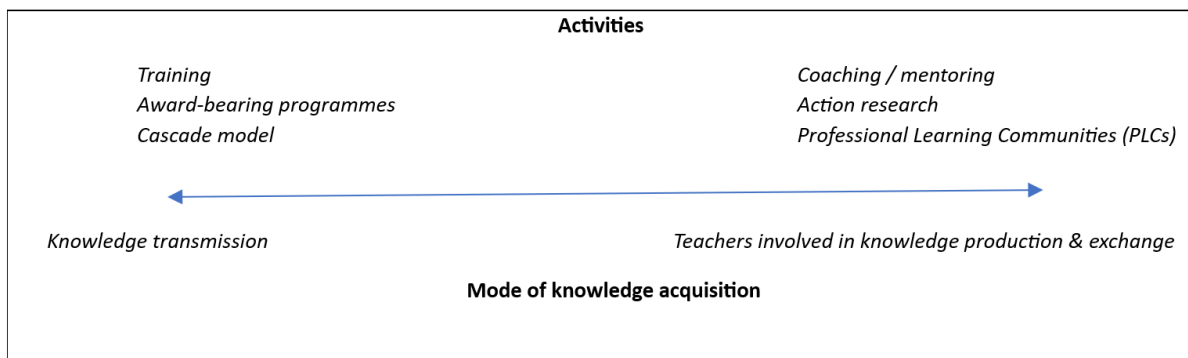 Activities
Training
Award-bearing programmes
Cascade model
Coaching / mentoring
Action research
Professional Learning Communities (PLCs)
Knowledge transmission
Teachers involved in knowledge production & exchange
Mode of knowledge acquisition